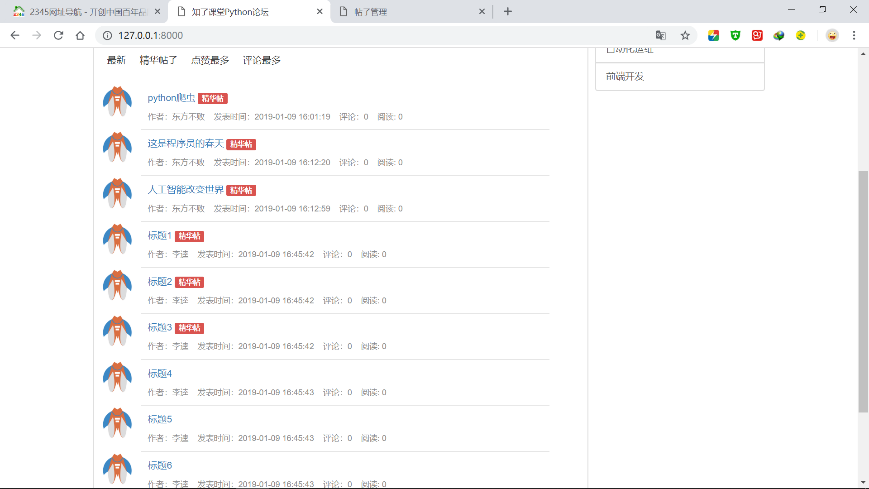 2345网址导航 - 开创中国百年品
知了课堂Python论坛
帖了管理
127.0.0.1:8000
最新 精华帖了 点赞最多 评论最多
自动化运维
前端开发
python爬虫 精华帖
作者: 东方不败 发表时间: 2019-01-09 16:01:19 评论: 0 阅读: 0
这是程序员的春天 精华帖
作者: 东方不败 发表时间: 2019-01-09 16:12:20 评论: 0 阅读: 0
人工智能改变世界 精华帖
作者: 东方不败 发表时间: 2019-01-09 16:12:59 评论: 0 阅读: 0
标题1 精华帖
作者: 李逵 发表时间: 2019-01-09 16:45:42 评论: 0 阅读: 0
标题2 精华帖
作者: 李逵 发表时间: 2019-01-09 16:45:42 评论: 0 阅读: 0
标题3 精华帖
作者: 李逵 发表时间: 2019-01-09 16:45:42 评论: 0 阅读: 0
标题4
作者: 李逵 发表时间: 2019-01-09 16:45:43 评论: 0 阅读: 0
标题5
作者: 李逵 发表时间: 2019-01-09 16:45:43 评论: 0 阅读: 0
标题6
作者: 李逵 发表时间: 2019-01-09 16:45:43 评论: 0 阅读: 0